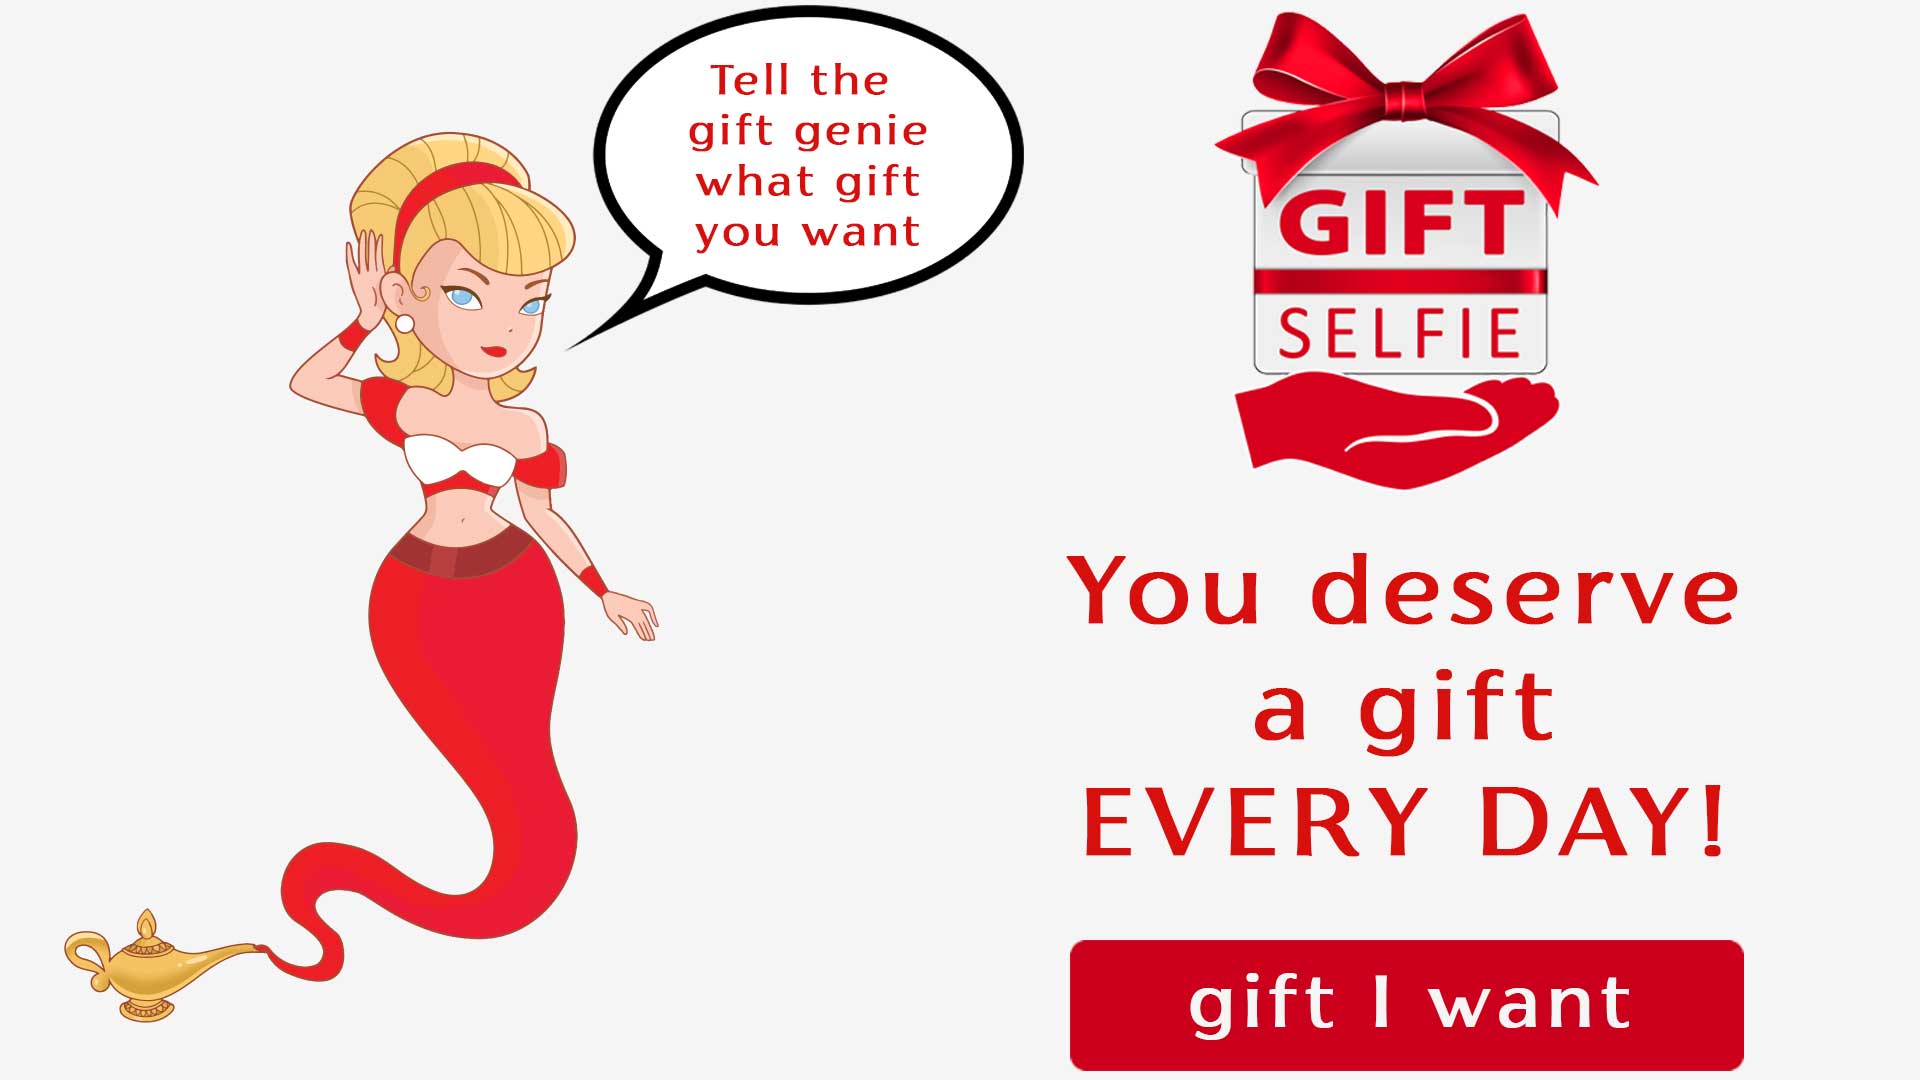 Tell the
gift genie
what gift
you want
GIFT
SELFIE
You deserve
a gift
EVERY DAY!
gift I want